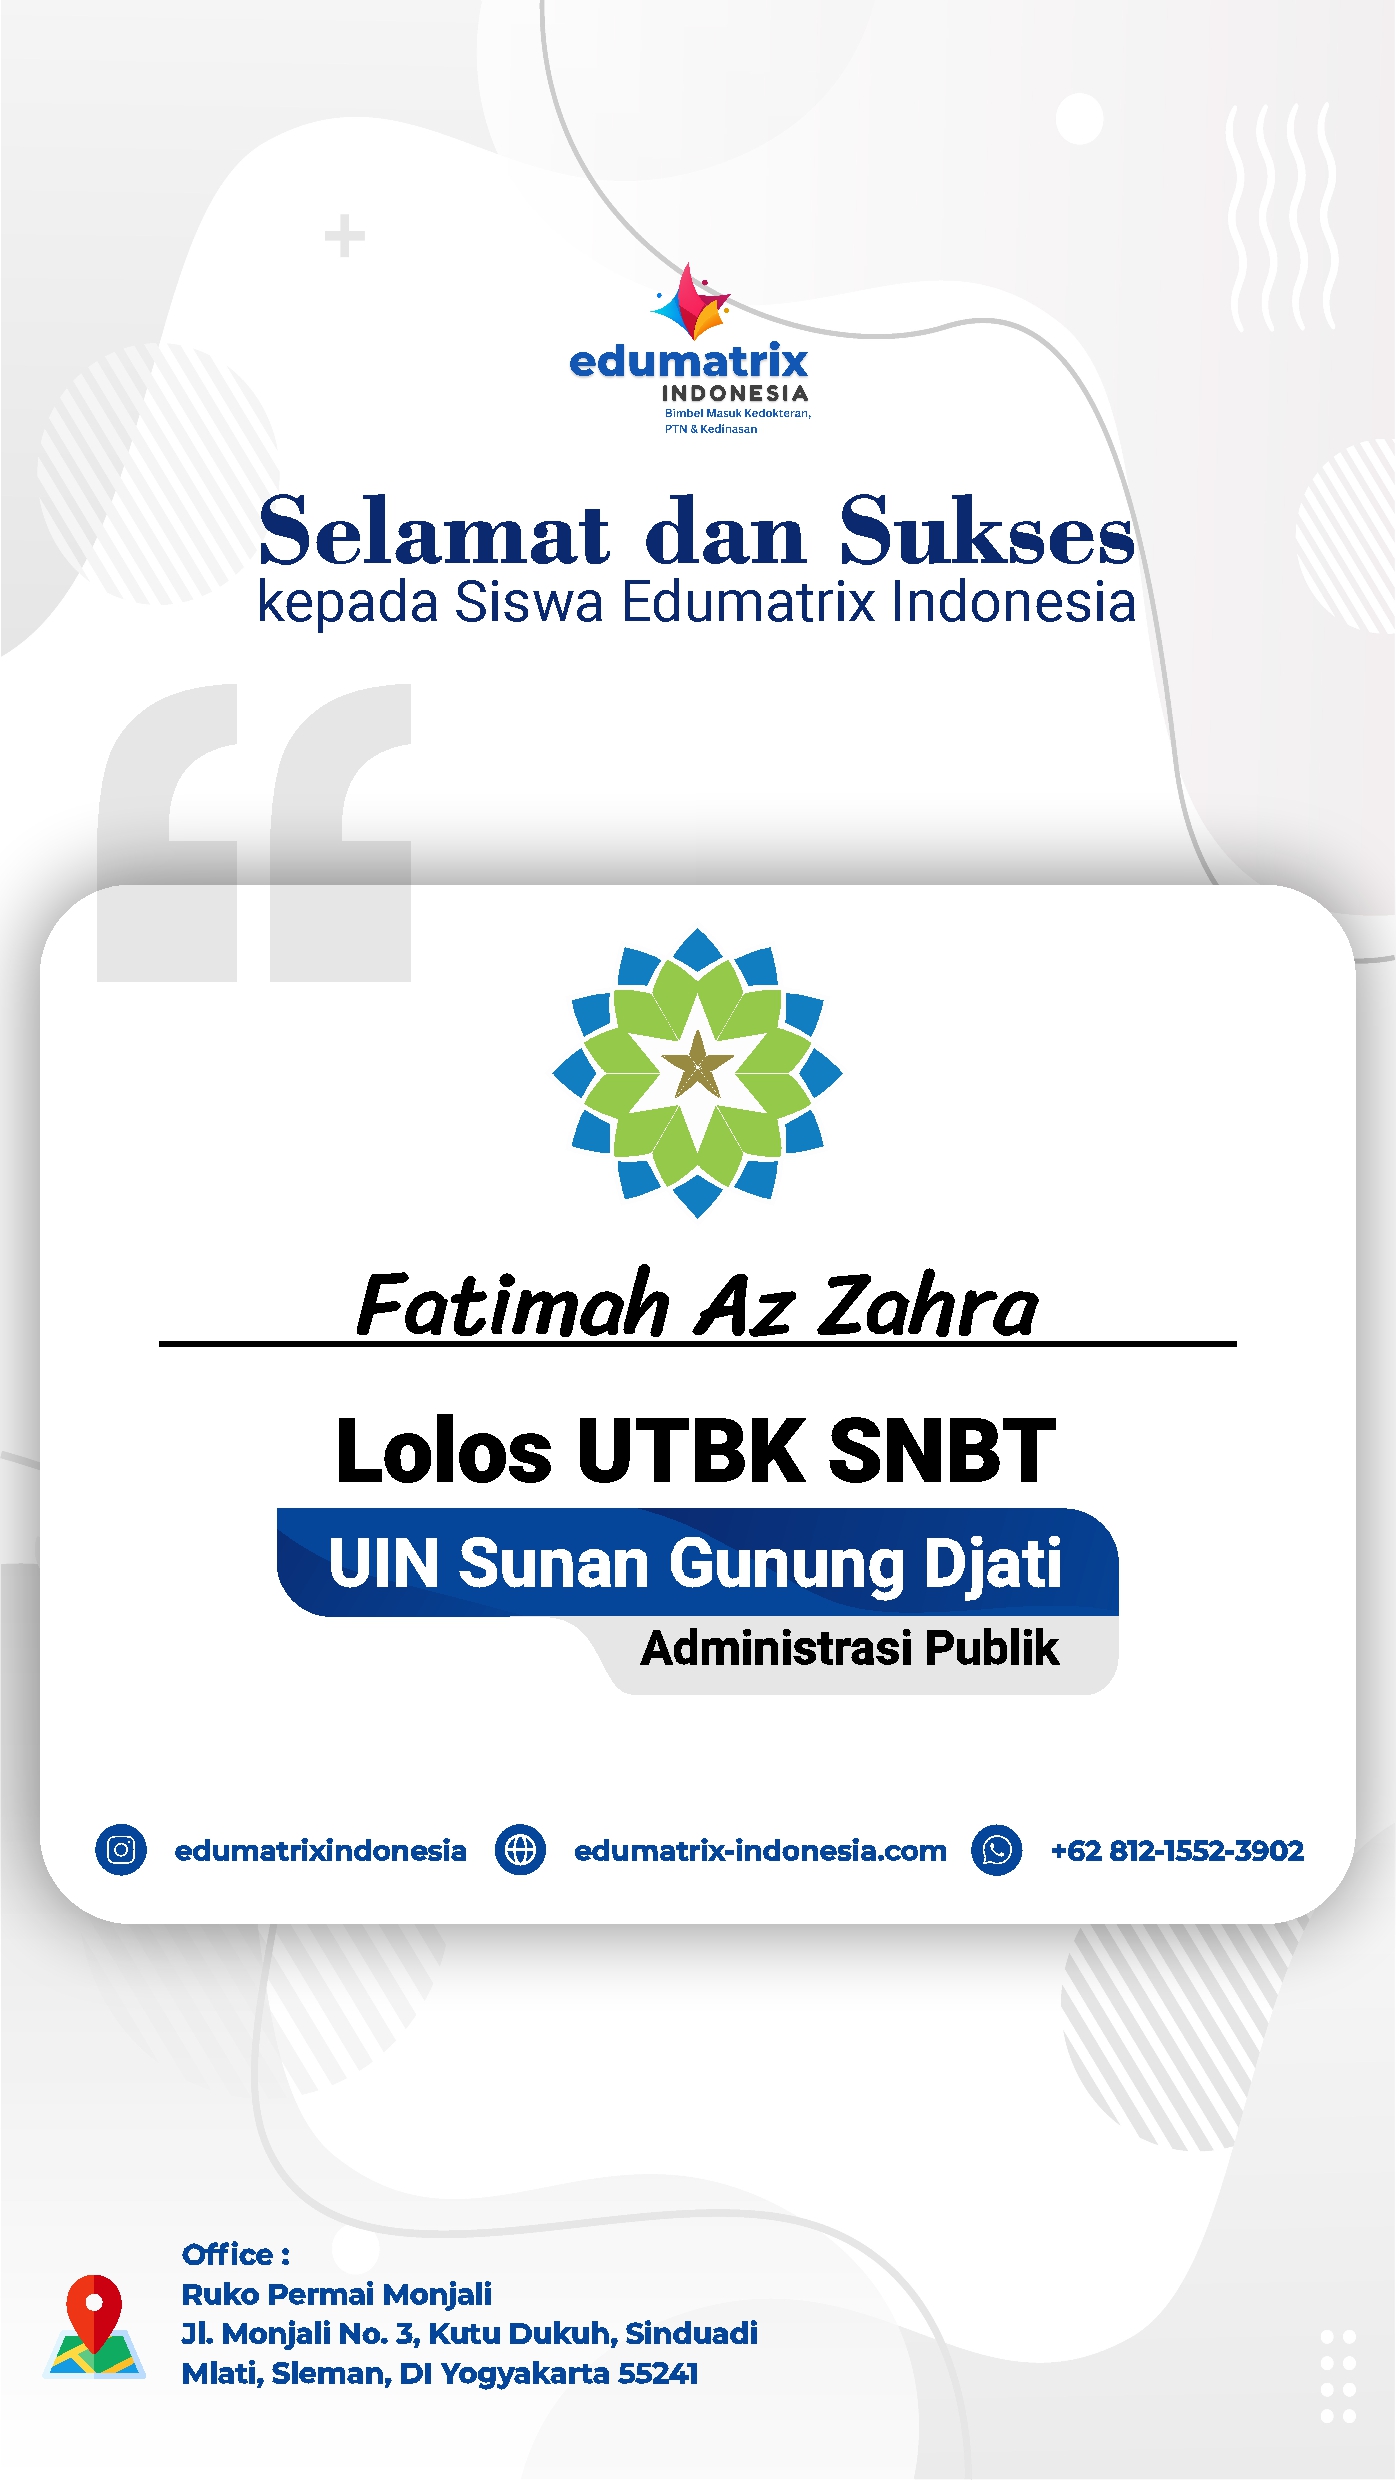 edumatrix
INDONESIA
Bimbel Masuk Kedokteran,
PTN & Kedinasan
Selamat dan Sukses
kepada Siswa Edumatrix Indonesia
Fatimah Az Zahra
Lolos UTBK SNBT
UIN Sunan Gunung Djati
Administrasi Publik
edumatrixindonesia edumatrix-indonesia.com +62 812-1552-3902
Office :
Ruko Permai Monjali
Jl. Monjali No. 3, Kutu Dukuh, Sinduadi
Mlati, Sleman, DI Yogyakarta 55241